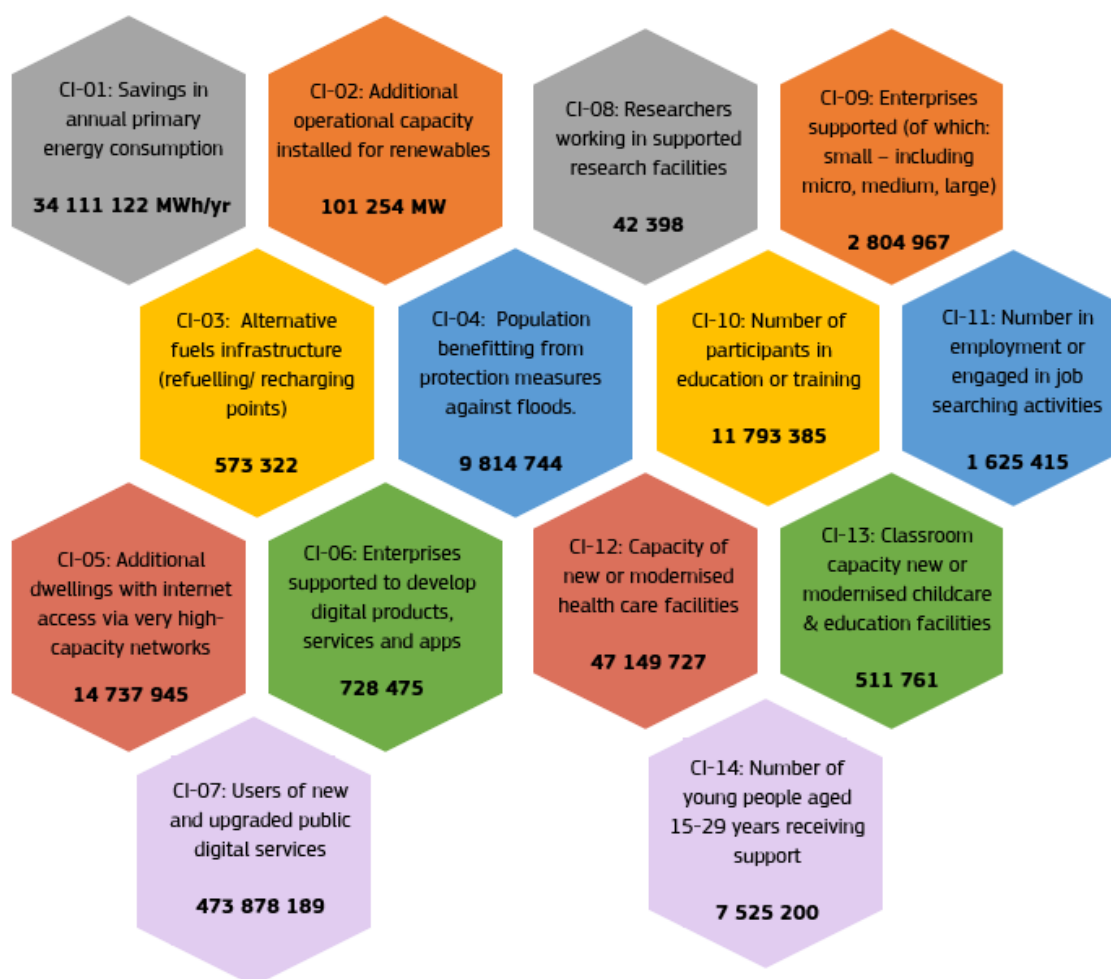 CI-01: Savings in
annual primary
energy consumption
34 111 122 MWh/yr
CI-02: Additional
operational capacity
installed for renewables
101 254 MW
CI-08: Researchers
working in supported
research facilities
42 398
CI-09: Enterprises
supported (of which:
small – including
micro, medium, large)
2 804 967
CI-03:  Alternative
fuels infrastructure
(refuelling/ recharging
points)
573 322
CI-04:  Population
benefitting from
protection measures
against floods.
9 814 744
CI-10: Number of
participants in
education or training
11 793 385
CI-11: Number in
employment or
engaged in job
searching activities
1 625 415
CI-05: Additional
dwellings with internet
access via very high-
capacity networks
14 737 945
CI-06: Enterprises
supported to develop
digital products,
services and apps
728 475
CI-12: Capacity of
new or modernised
health care facilities
47 149 727
CI-13: Classroom
capacity new or
modernised childcare
& education facilities
511 761
CI-07: Users of new
and upgraded public
digital services
473 878 189
CI-14: Number of
young people aged
15-29 years receiving
support
7 525 200